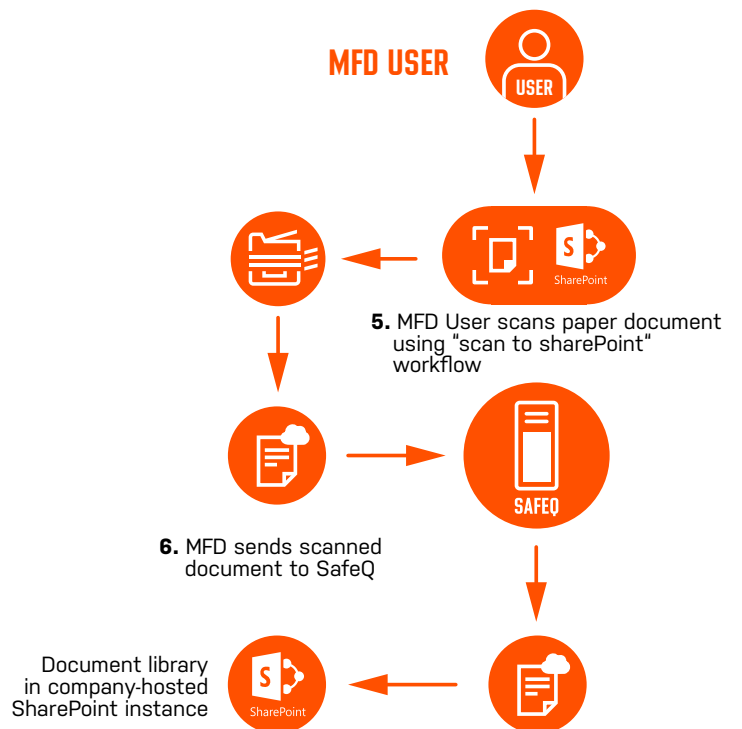 MFD USER
USER
S
SharePoint
5. MFD User scans paper document
using "scan to sharePoint"
workflow
SAFEQ
6. MFD sends scanned
document to SafeQ
Document library
in company-hosted
SharePoint instance
S
SharePoint